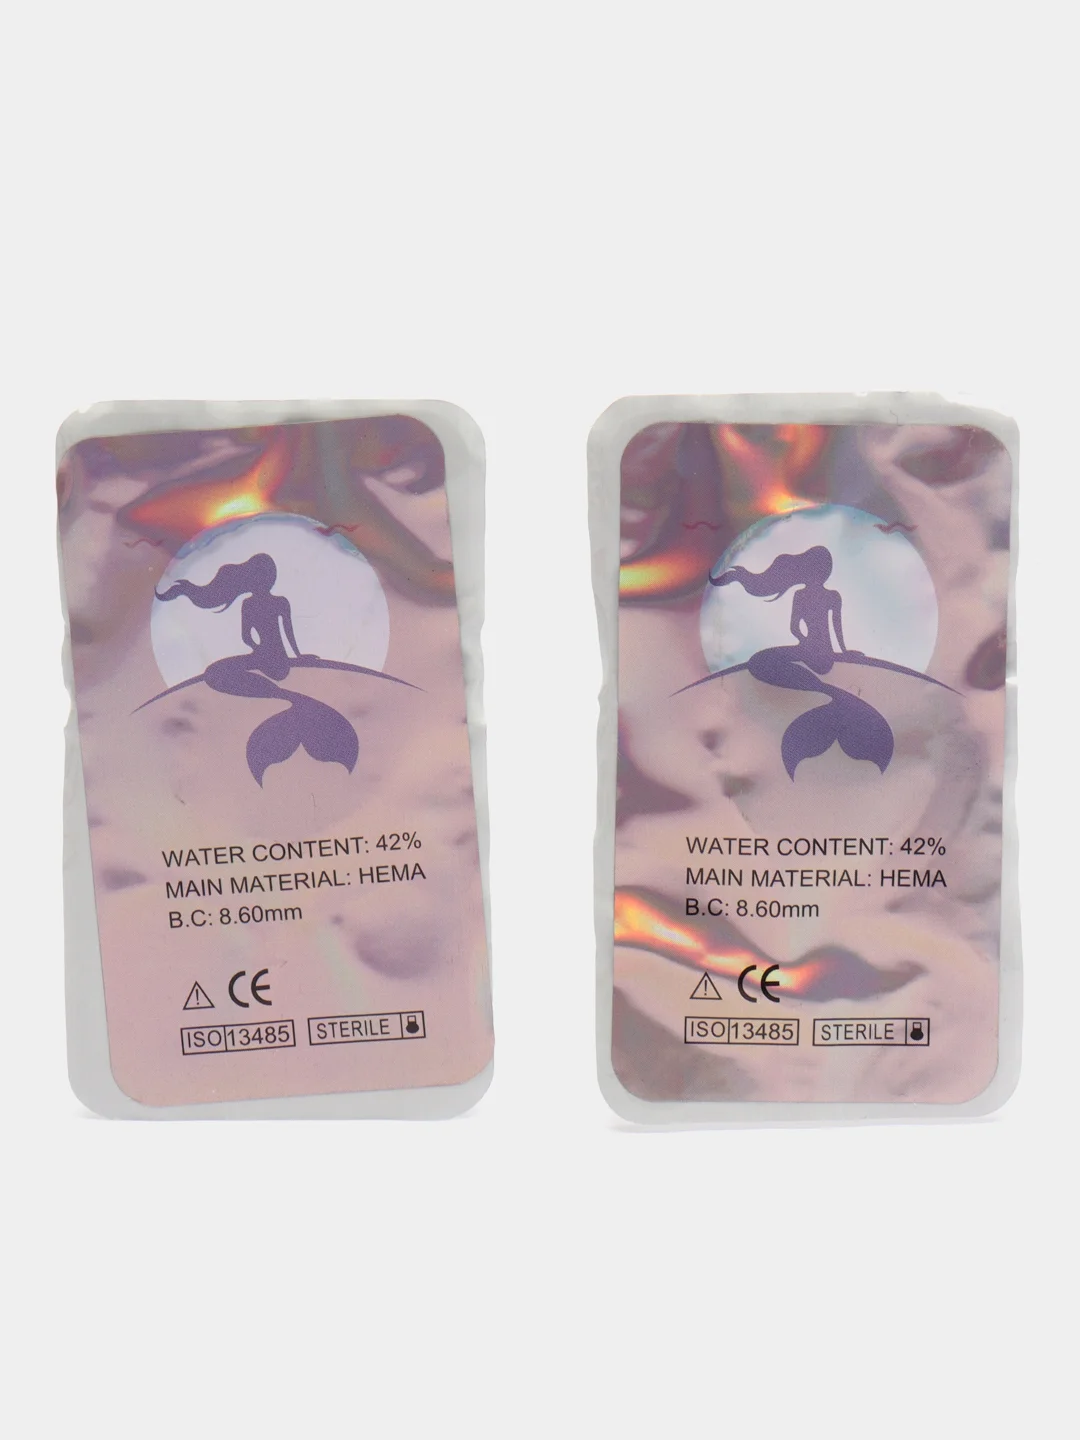 WATER CONTENT: 42%
MAIN MATERIAL: HEMA
B.C: 8.60mm
CE
ISO 13485 STERILE
WATER CONTENT: 42%
MAIN MATERIAL: HEMA
B.C: 8.60mm
CE
ISO 13485 STERILE